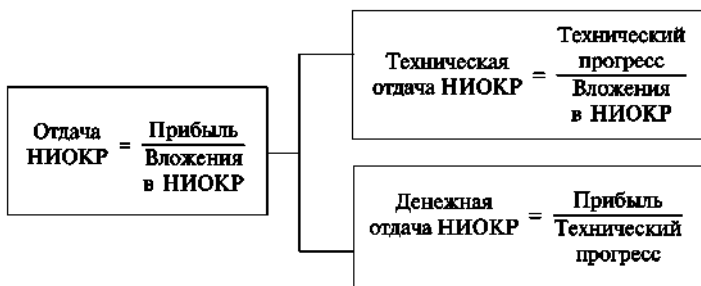 Отдача
НИОКР = Прибыль
Вложения
в НИОКР
Техническая
отдача НИОКР = Технический
прогресс
Вложения
в НИОКР
Денежная
отдача НИОКР = Прибыль
Технический
прогресс